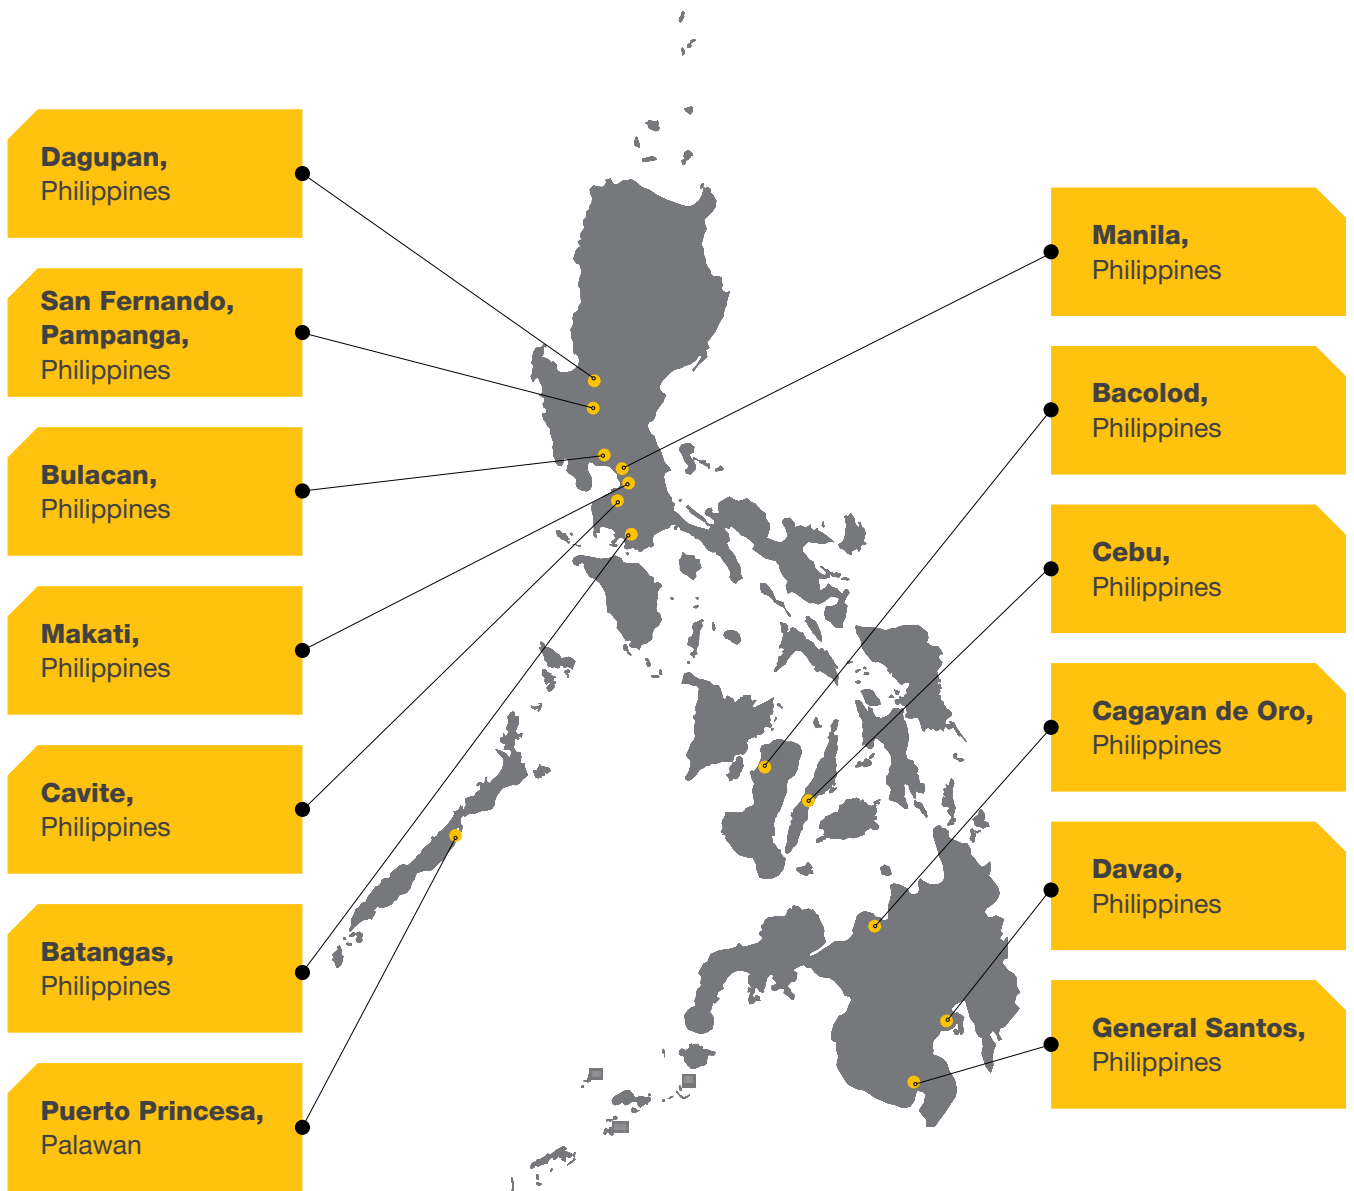 Dagupan,
Philippines
San Fernando,
Pampanga,
Philippines
Bulacan,
Philippines
Makati,
Philippines
Cavite,
Philippines
Batangas,
Philippines
Puerto Princesa,
Palawan
Manila,
Philippines
Bacolod,
Philippines
Cebu,
Philippines
Cagayan de Oro,
Philippines
Davao,
Philippines
General Santos,
Philippines